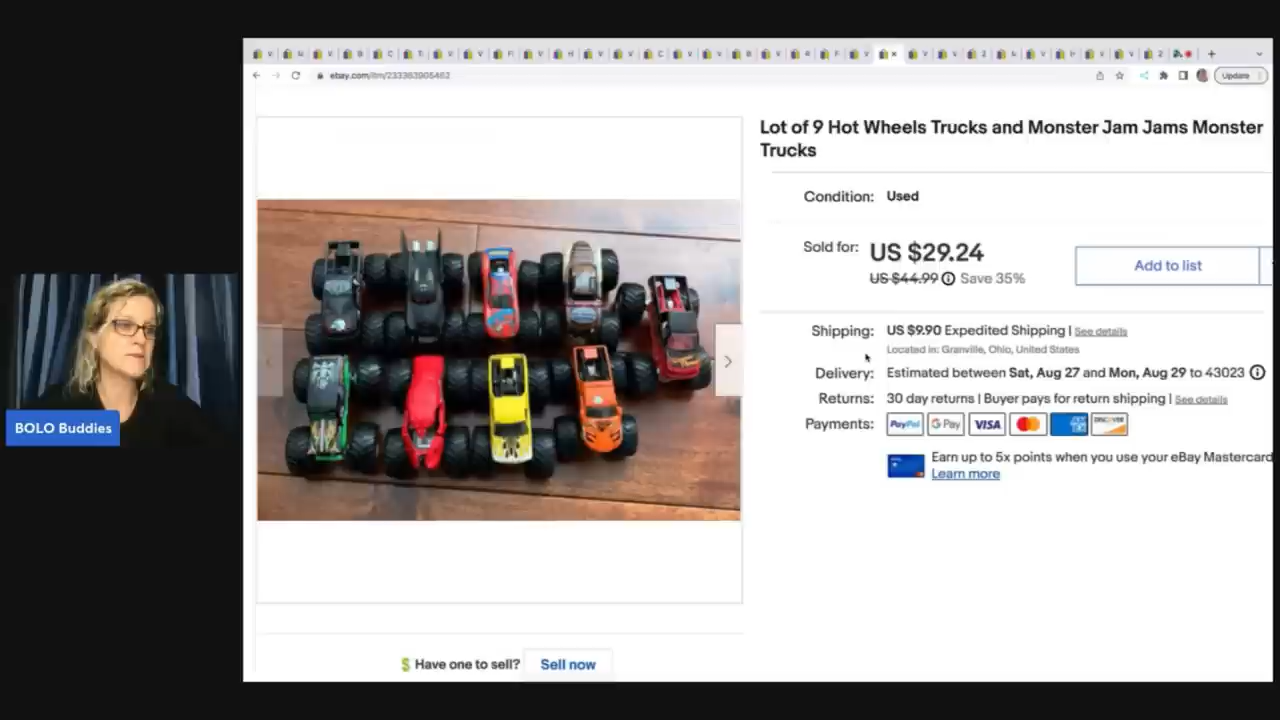 Update
ebay.com/itm/233363905462
Lot of 9 Hot Wheels Trucks and Monster Jam Jams Monster
Trucks
Condition: Used
Sold for: US $29.24
Add to list
US $44.99 Save 35%
Shipping: US $9.90 Expedited Shipping | See details
Located in: Granville, Ohio, United States
Delivery: Estimated between Sat, Aug 27 and Mon, Aug 29 to 43023
Returns: 30 day returns | Buyer pays for return shipping | See details
Payments: PayPal G Pay VISA DISCOVER
Earn up to 5x points when you use your eBay Mastercard
Learn more
BOLO Buddies
$ Have one to sell? Sell now